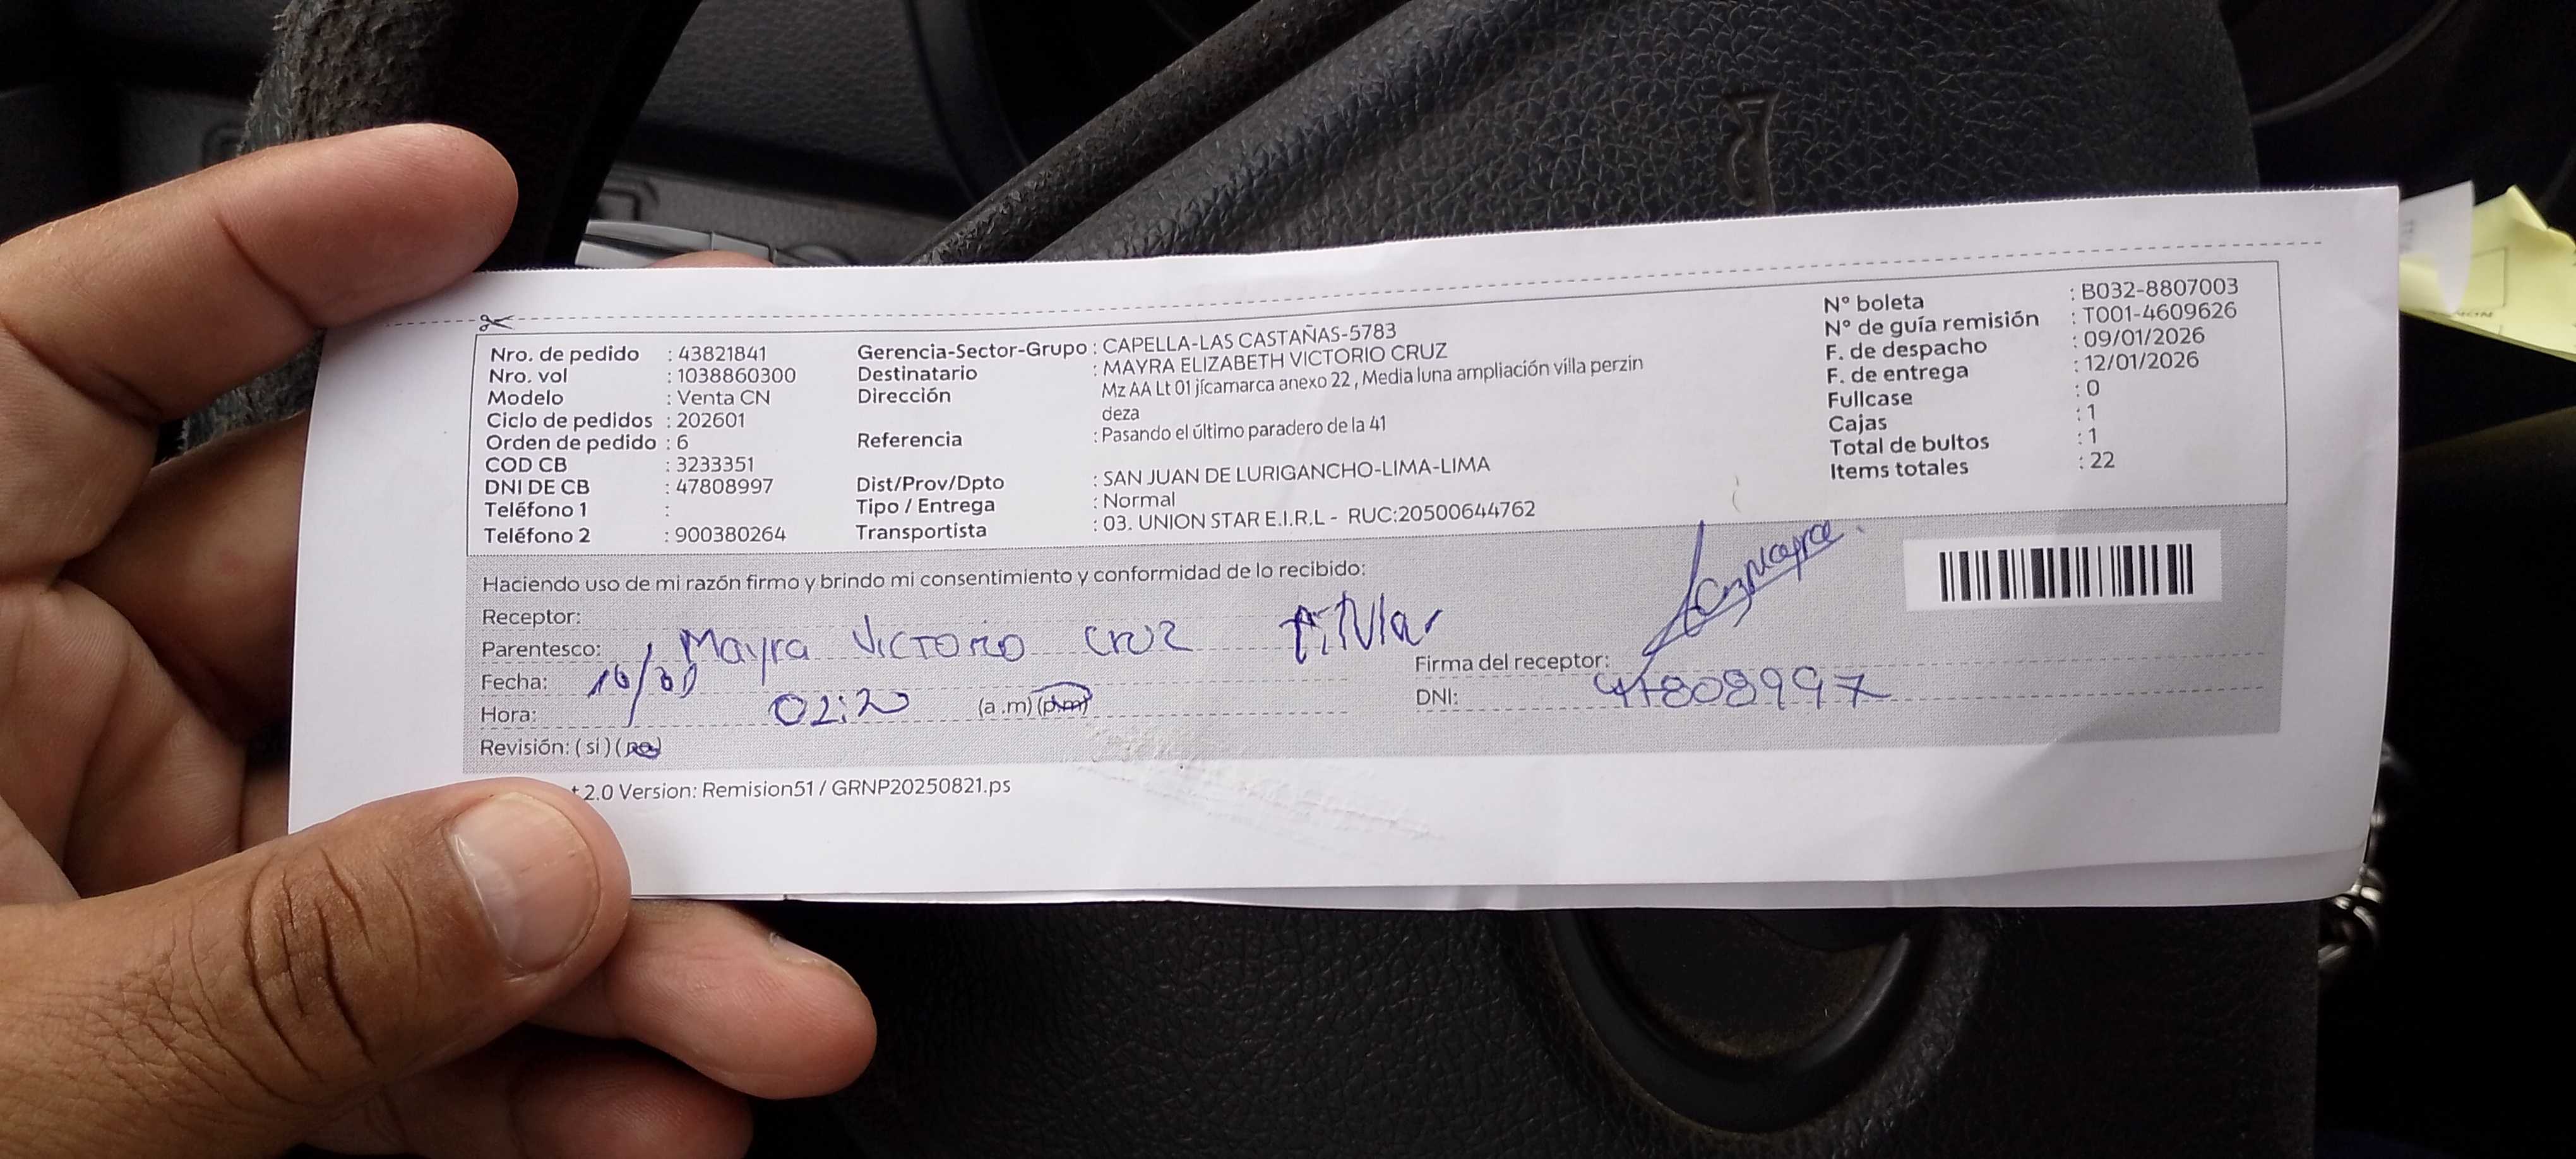 Nro. de pedido : 43821841
Nro. vol : 1038860300
Modelo : Venta CN
Ciclo de pedidos : 202601
Orden de pedido : 6
COD CB : 3233351
DNI DE CB : 47808997
Teléfono 1 :
Teléfono 2 : 900380264
Gerencia-Sector-Grupo : CAPELLA-LAS CASTAÑAS-5783
Destinatario : MAYRA ELIZABETH VICTORIO CRUZ
Dirección Mz AA Lt 01 jícamarca anexo 22 , Media luna ampliación villa perzin
deza
Referencia : Pasando el último paradero de la 41
Dist/Prov/Dpto : SAN JUAN DE LURIGANCHO-LIMA-LIMA
Tipo / Entrega : Normal
Transportista : 03. UNION STAR E.I.R.L - RUC:20500644762
N° boleta : B032-8807003
N° de guía remisión : T001-4609626
F. de despacho : 09/01/2026
F. de entrega : 12/01/2026
Fullcase : 0
Cajas : 1
Total de bultos : 1
Items totales : 22
Haciendo uso de mi razón firmo y brindo mi consentimiento y conformidad de lo recibido:
Receptor:
Parentesco: Mayra Victorio Cruz Titular
Fecha:
Hora: 02:20 (a .m) (p.m)
Revisión: ( si ) (no)
Firma del receptor:
DNI: 47808997
t 2.0 Version: Remision51 / GRNP20250821.ps